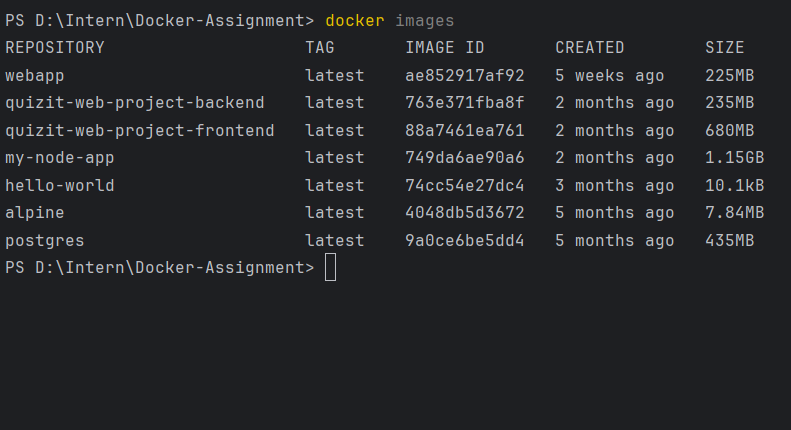 PS D:\Intern\Docker-Assignment> docker images
REPOSITORY                    TAG       IMAGE ID       CREATED        SIZE
webapp                        latest    ae852917af92   5 weeks ago    225MB
quizit-web-project-backend    latest    763e371fba8f   2 months ago   235MB
quizit-web-project-frontend   latest    88a7461ea761   2 months ago   680MB
my-node-app                   latest    749da6ae90a6   2 months ago   1.15GB
hello-world                   latest    74cc54e27dc4   3 months ago   10.1kB
alpine                        latest    4048db5d3672   5 months ago   7.84MB
postgres                      latest    9a0ce6be5dd4   5 months ago   435MB
PS D:\Intern\Docker-Assignment>